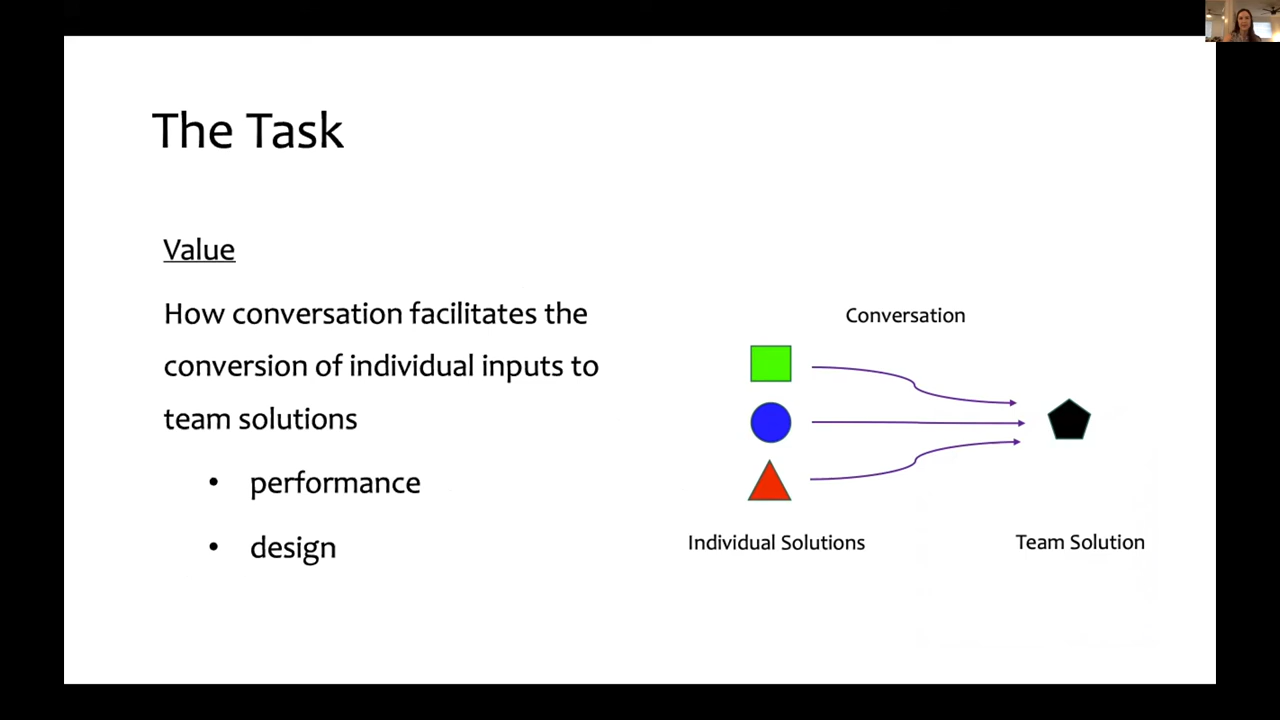 The Task
Value
How conversation facilitates the
conversion of individual inputs to
team solutions
• performance
• design
Conversation
Individual Solutions
Team Solution